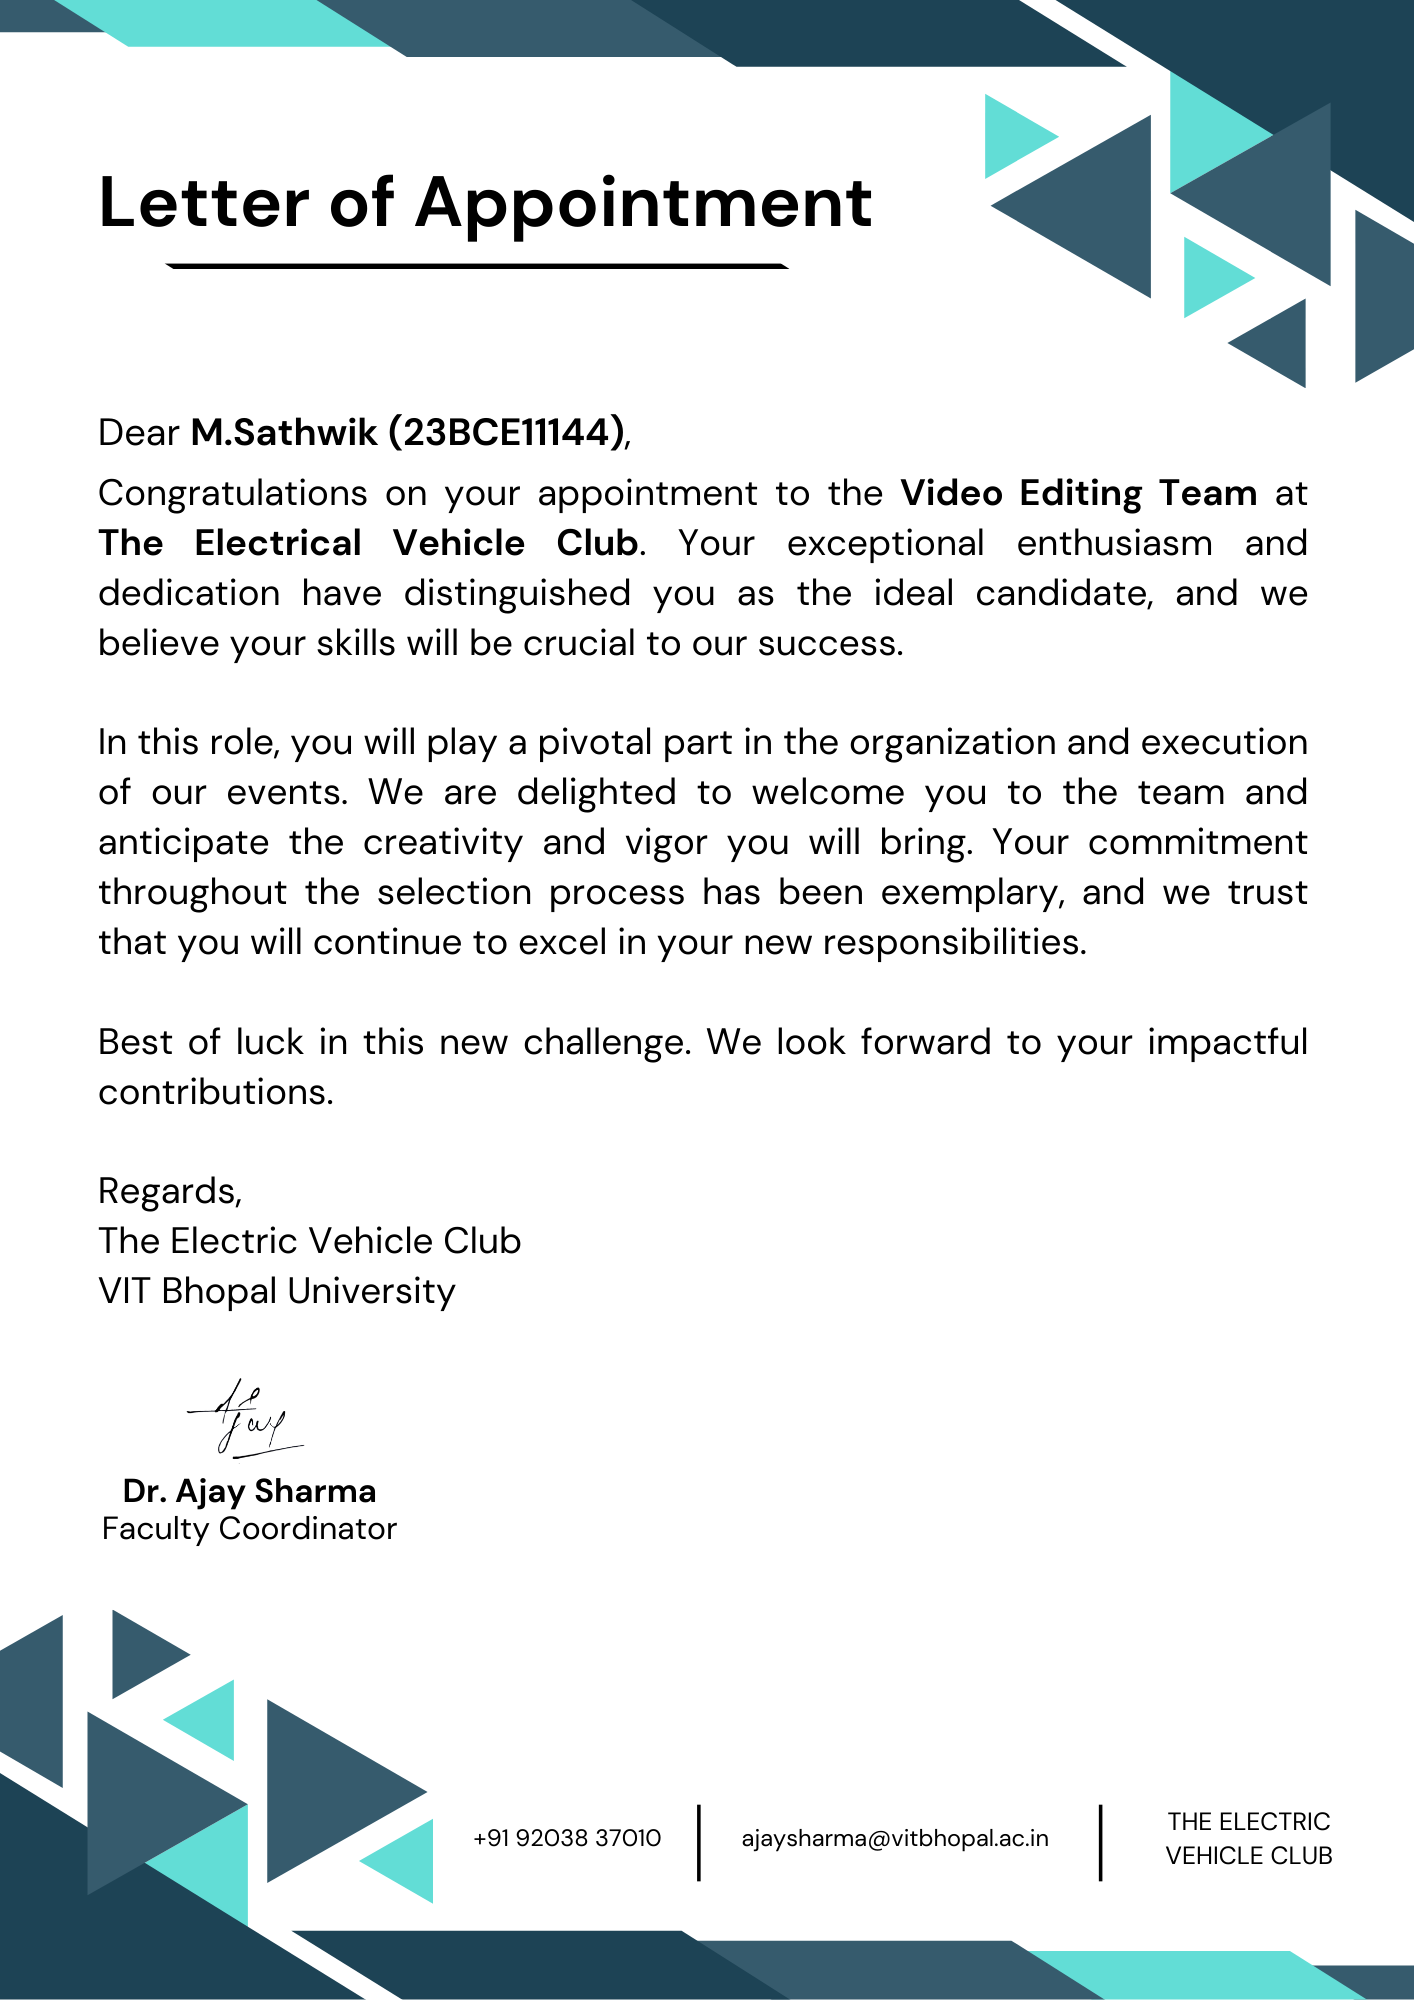 Letter of Appointment
Dear M.Sathwik (23BCE11144),
Congratulations on your appointment to the Video Editing Team at
The Electrical Vehicle Club. Your exceptional enthusiasm and
dedication have distinguished you as the ideal candidate, and we
believe your skills will be crucial to our success.
In this role, you will play a pivotal part in the organization and execution
of our events. We are delighted to welcome you to the team and
anticipate the creativity and vigor you will bring. Your commitment
throughout the selection process has been exemplary, and we trust
that you will continue to excel in your new responsibilities.
Best of luck in this new challenge. We look forward to your impactful
contributions.
Regards,
The Electric Vehicle Club
VIT Bhopal University
Ajay
Dr. Ajay Sharma
Faculty Coordinator
+91 92038 37010
ajaysharma@vitbhopal.ac.in
THE ELECTRIC
VEHICLE CLUB